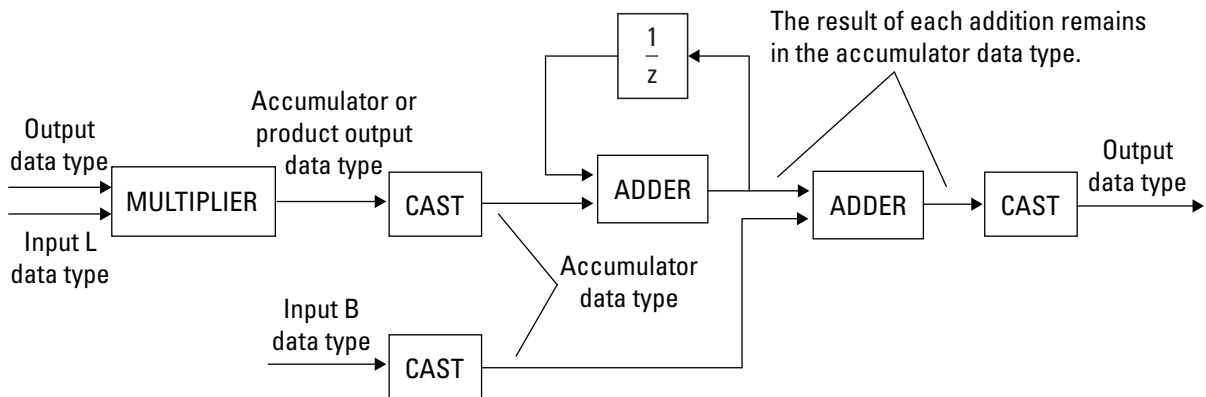 The result of each addition remains
in the accumulator data type.
1
z
Accumulator or
product output
data type
Output
data type
MULTIPLIER
Input L
data type
CAST
ADDER
ADDER
CAST
Output
data type
Accumulator
data type
Input B
data type
CAST